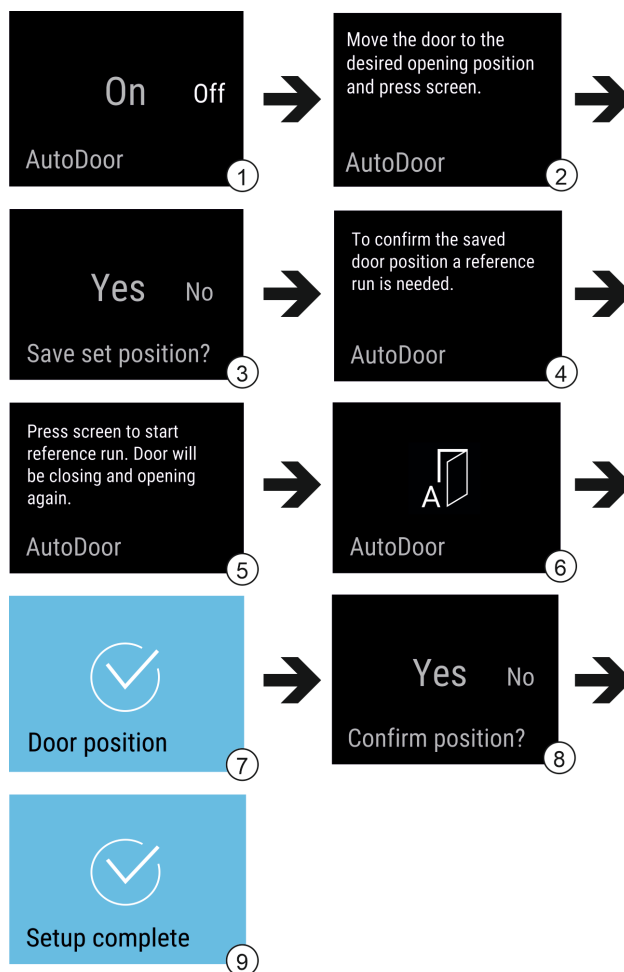 On Off
AutoDoor
1
Move the door to the
desired opening position
and press screen.
AutoDoor
2
Yes No
Save set position?
3
To confirm the saved
door position a reference
run is needed.
AutoDoor
4
Press screen to start
reference run. Door will
be closing and opening
again.
AutoDoor
5
A
AutoDoor
6
Door position
7
Yes No
Confirm position?
8
Setup complete
9